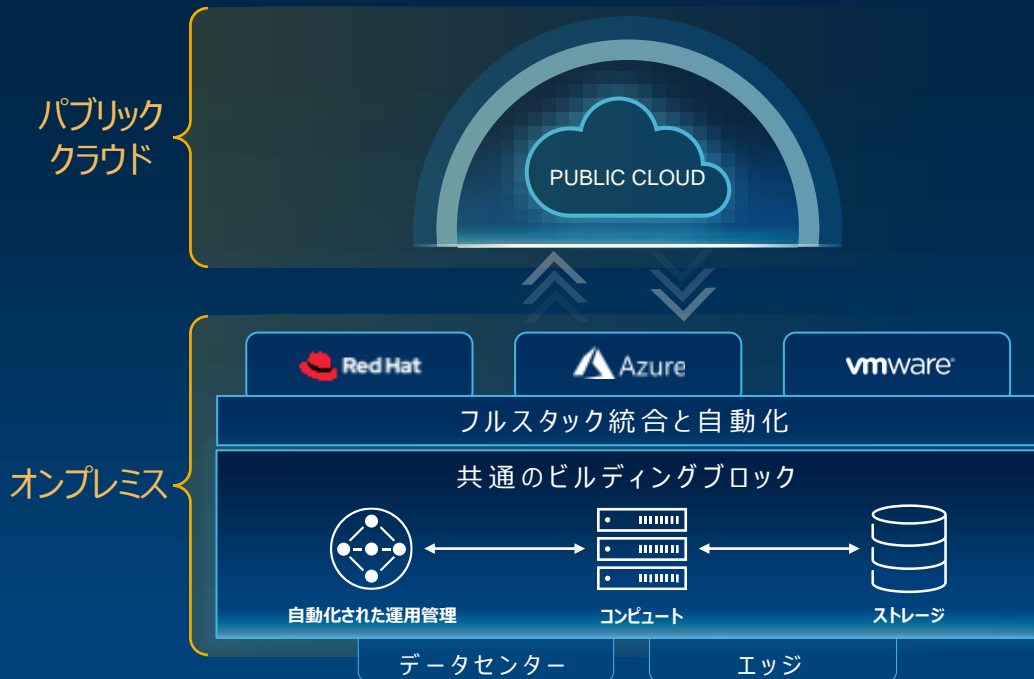 パブリック
クラウド
PUBLIC CLOUD
Red Hat
Azure
vmware
フルスタック統合と自動化
オンプレミス
共通のビルディングブロック
自動化された運用管理
コンピュート
ストレージ
データセンター
エッジ